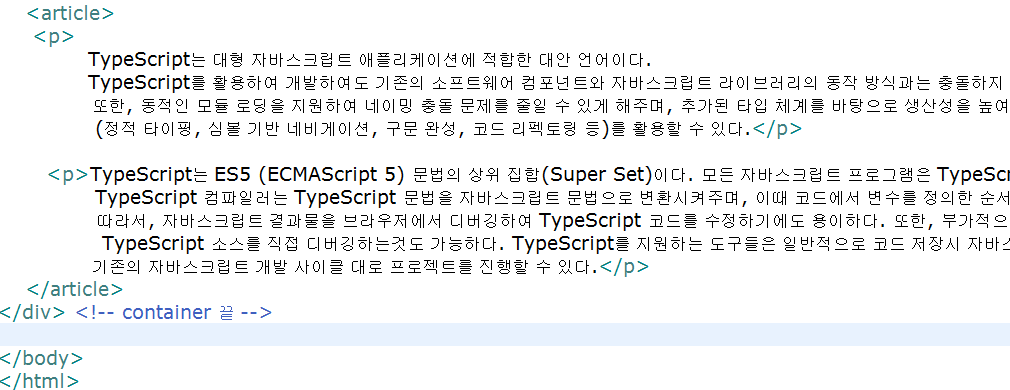 <article>
<p>
TypeScript는 대형 자바스크립트 애플리케이션에 적합한 대안 언어이다.
TypeScript를 활용하여 개발하여도 기존의 소프트웨어 컴포넌트와 자바스크립트 라이브러리의 동작 방식과는 충돌하지
또한, 동적인 모듈 로딩을 지원하여 네이밍 충돌 문제를 줄일 수 있게 해주며, 추가된 타입 체계를 바탕으로 생산성을 높여
(정적 타이핑, 심볼 기반 네비게이션, 구문 완성, 코드 리펙토링 등)를 활용할 수 있다.</p>
<p>TypeScript는 ES5 (ECMAScript 5) 문법의 상위 집합(Super Set)이다. 모든 자바스크립트 프로그램은 TypeScr
TypeScript 컴파일러는 TypeScript 문법을 자바스크립트 문법으로 변환시켜주며, 이때 코드에서 변수를 정의한 순서
따라서, 자바스크립트 결과물을 브라우저에서 디버깅하여 TypeScript 코드를 수정하기에도 용이하다. 또한, 부가적으
TypeScript 소스를 직접 디버깅하는것도 가능하다. TypeScript를 지원하는 도구들은 일반적으로 코드 저장시 자바스
기존의 자바스크립트 개발 사이클 대로 프로젝트를 진행할 수 있다.</p>
</article>
</div> <!-- container 끝 -->
</body>
</html>